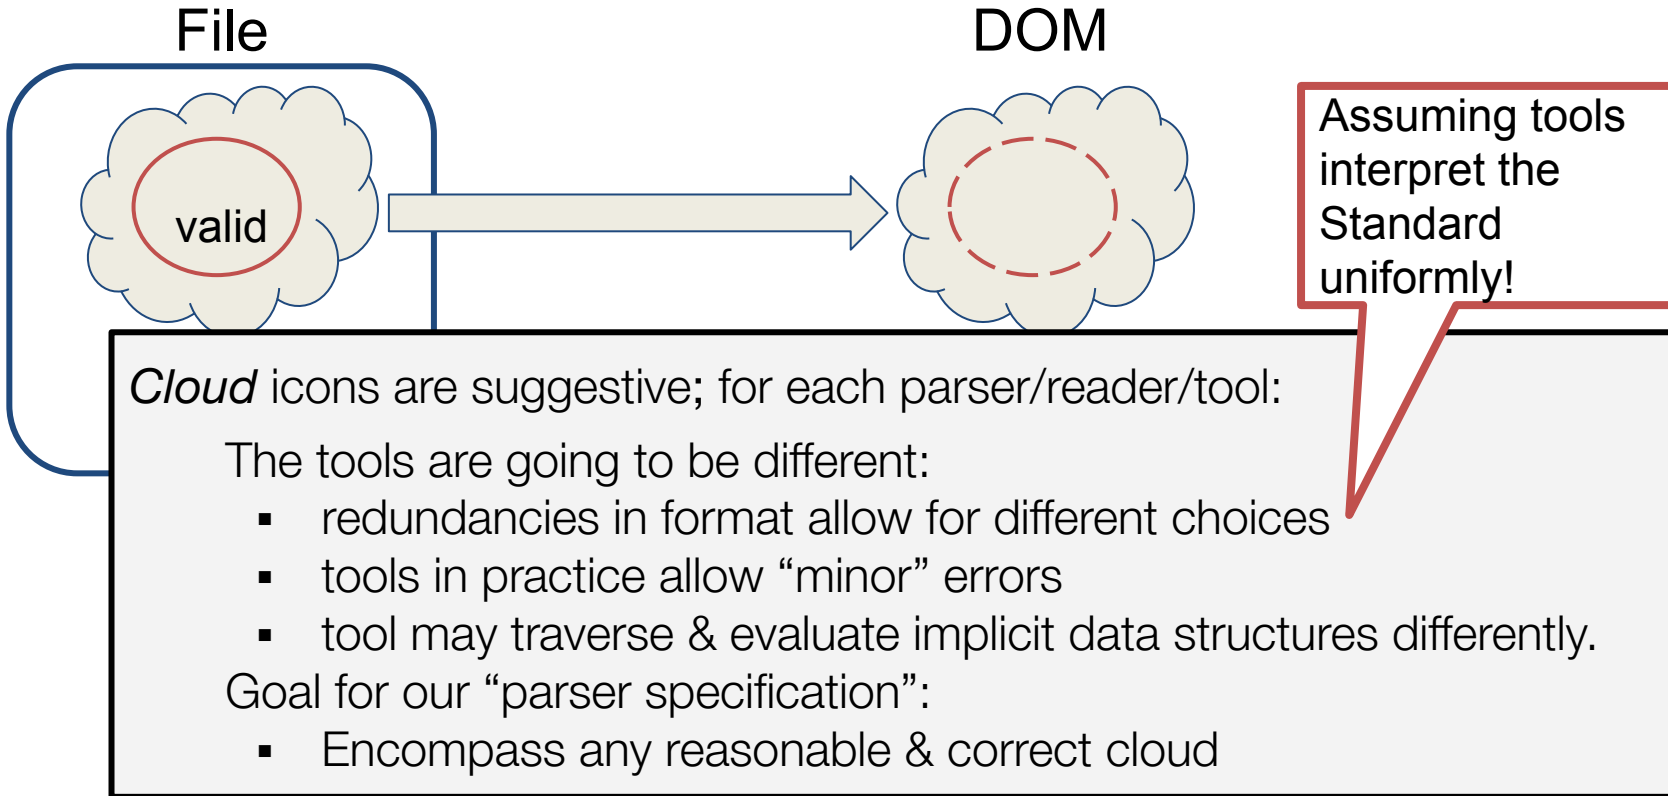 File
DOM
valid
Assuming tools
interpret the
Standard
uniformly!
Cloud icons are suggestive; for each parser/reader/tool:
The tools are going to be different:
▪ redundancies in format allow for different choices
▪ tools in practice allow “minor” errors
▪ tool may traverse & evaluate implicit data structures differently.
Goal for our “parser specification”:
▪ Encompass any reasonable & correct cloud